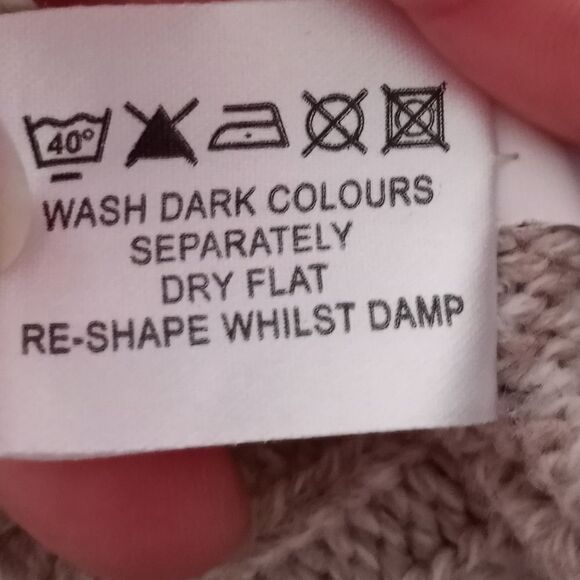 40°
WASH DARK COLOURS
SEPARATELY
DRY FLAT
RE-SHAPE WHILST DAMP